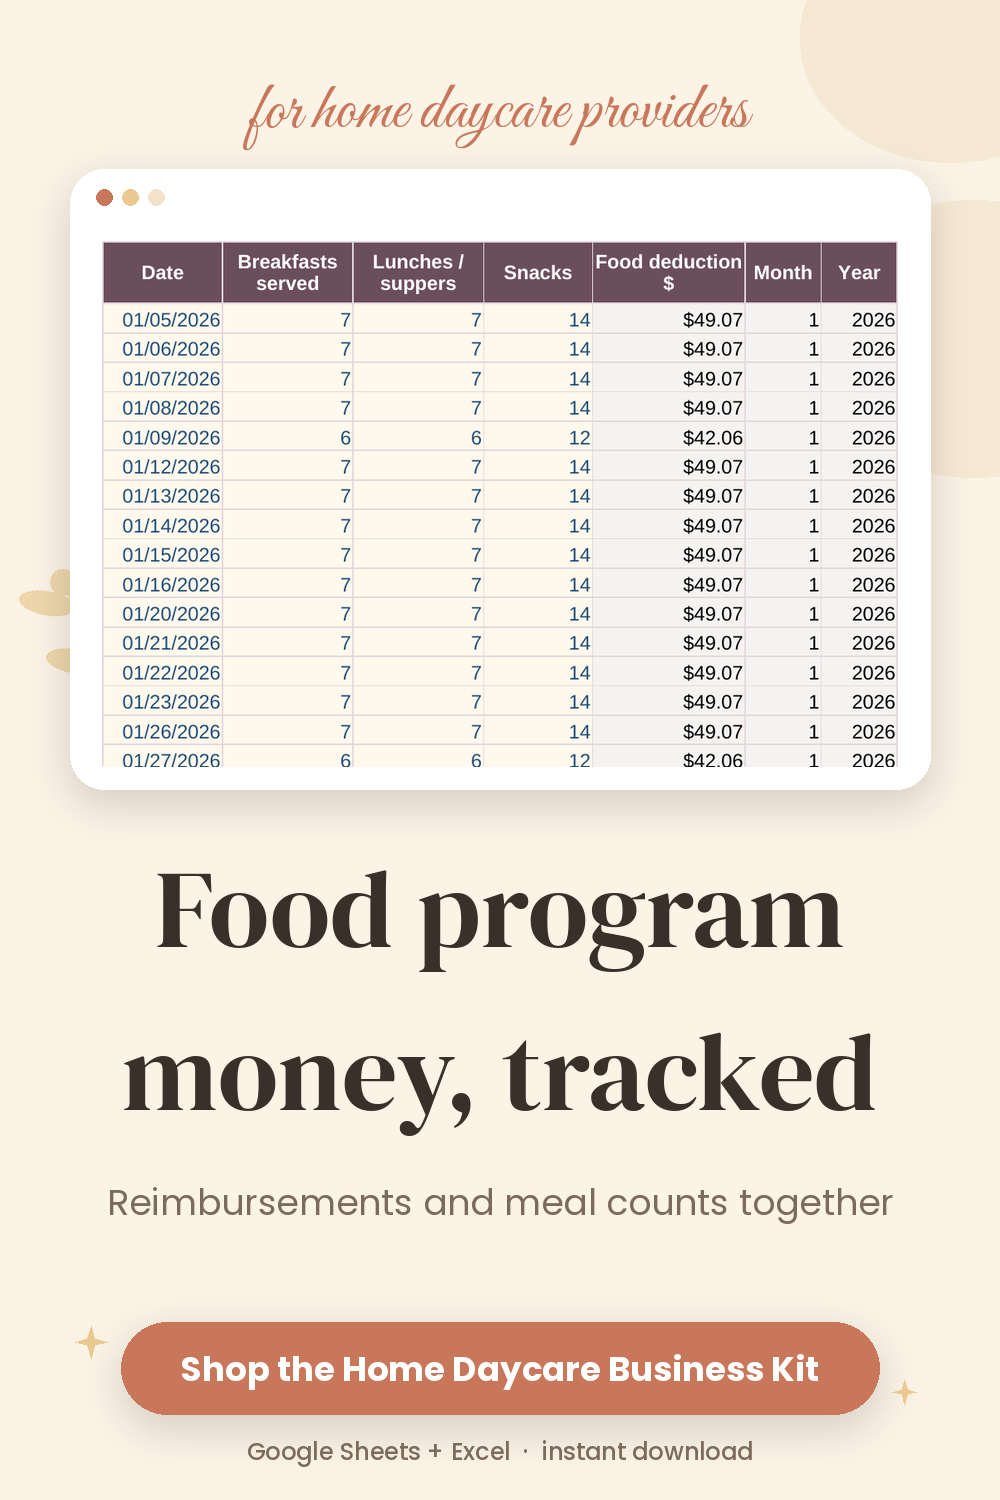 for home daycare providers
Date Breakfasts served Lunches / suppers Snacks Food deduction $ Month Year
01/05/2026 7 7 14 $49.07 1 2026
01/06/2026 7 7 14 $49.07 1 2026
01/07/2026 7 7 14 $49.07 1 2026
01/08/2026 7 7 14 $49.07 1 2026
01/09/2026 6 6 12 $42.06 1 2026
01/12/2026 7 7 14 $49.07 1 2026
01/13/2026 7 7 14 $49.07 1 2026
01/14/2026 7 7 14 $49.07 1 2026
01/15/2026 7 7 14 $49.07 1 2026
01/16/2026 7 7 14 $49.07 1 2026
01/20/2026 7 7 14 $49.07 1 2026
01/21/2026 7 7 14 $49.07 1 2026
01/22/2026 7 7 14 $49.07 1 2026
01/23/2026 7 7 14 $49.07 1 2026
01/26/2026 7 7 14 $49.07 1 2026
01/27/2026 6 6 12 $42.06 1 2026
Food program
money, tracked
Reimbursements and meal counts together
Shop the Home Daycare Business Kit
Google Sheets + Excel · instant download